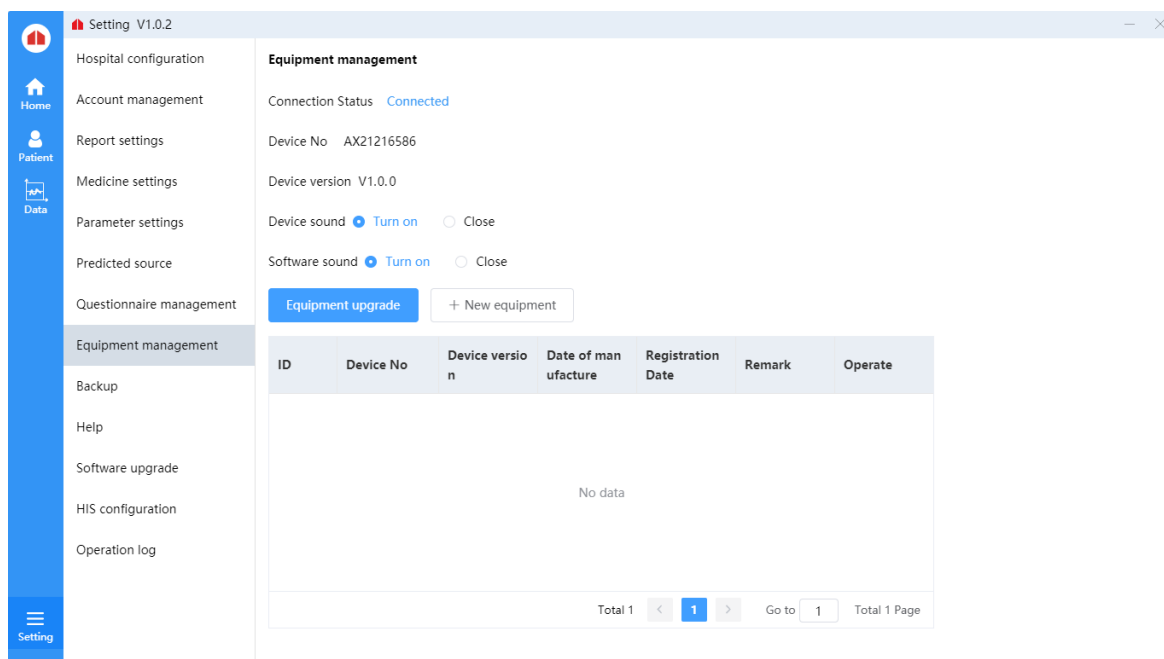 Setting V1.0.2
Home
Patient
Data
Setting
Hospital configuration
Account management
Report settings
Medicine settings
Parameter settings
Predicted source
Questionnaire management
Equipment management
Backup
Help
Software upgrade
HIS configuration
Operation log
Equipment management
Connection Status Connected
Device No AX21216586
Device version V1.0.0
Device sound Turn on Close
Software sound Turn on Close
Equipment upgrade + New equipment
ID Device No Device versio Date of man Registration Remark Operate
n ufacture Date
No data
Total 1 < 1 > Go to 1 Total 1 Page